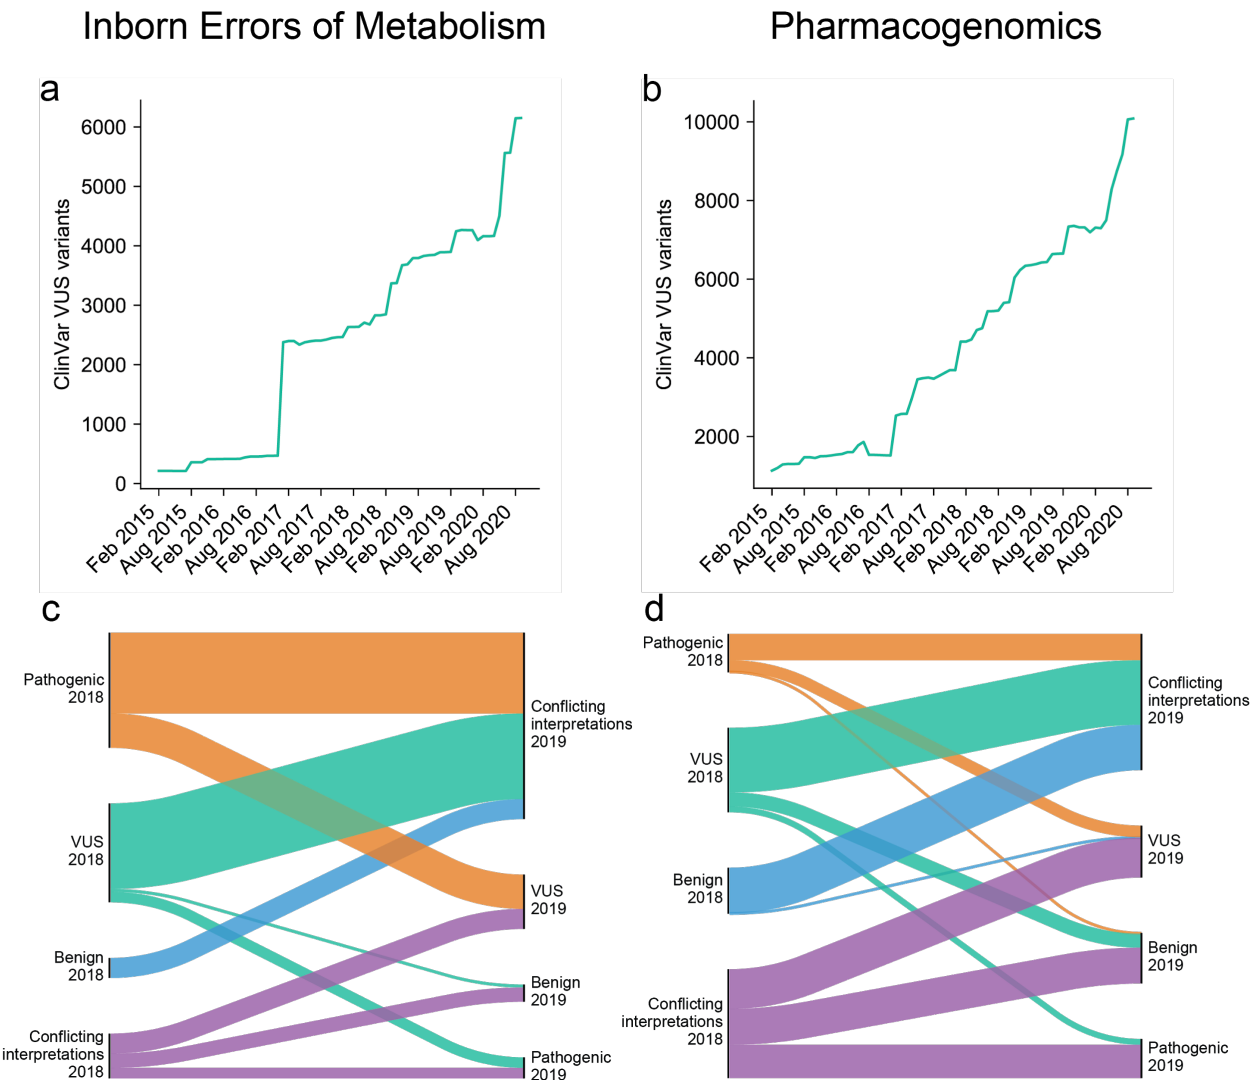 Inborn Errors of Metabolism
Pharmacogenomics
a
ClinVar VUS variants
6000
5000
4000
3000
2000
1000
0
Feb 2015
Aug 2015
Feb 2016
Aug 2016
Feb 2017
Aug 2017
Feb 2018
Aug 2018
Feb 2019
Aug 2019
Feb 2020
Aug 2020
b
ClinVar VUS variants
10000
8000
6000
4000
2000
Feb 2015
Aug 2015
Feb 2016
Aug 2016
Feb 2017
Aug 2017
Feb 2018
Aug 2018
Feb 2019
Aug 2019
Feb 2020
Aug 2020
c
Pathogenic
2018
VUS
2018
Benign
2018
Conflicting
interpretations
2018
Conflicting
interpretations
2019
VUS
2019
Benign
2019
Pathogenic
2019
d
Pathogenic
2018
VUS
2018
Benign
2018
Conflicting
interpretations
2018
Conflicting
interpretations
2019
VUS
2019
Benign
2019
Pathogenic
2019